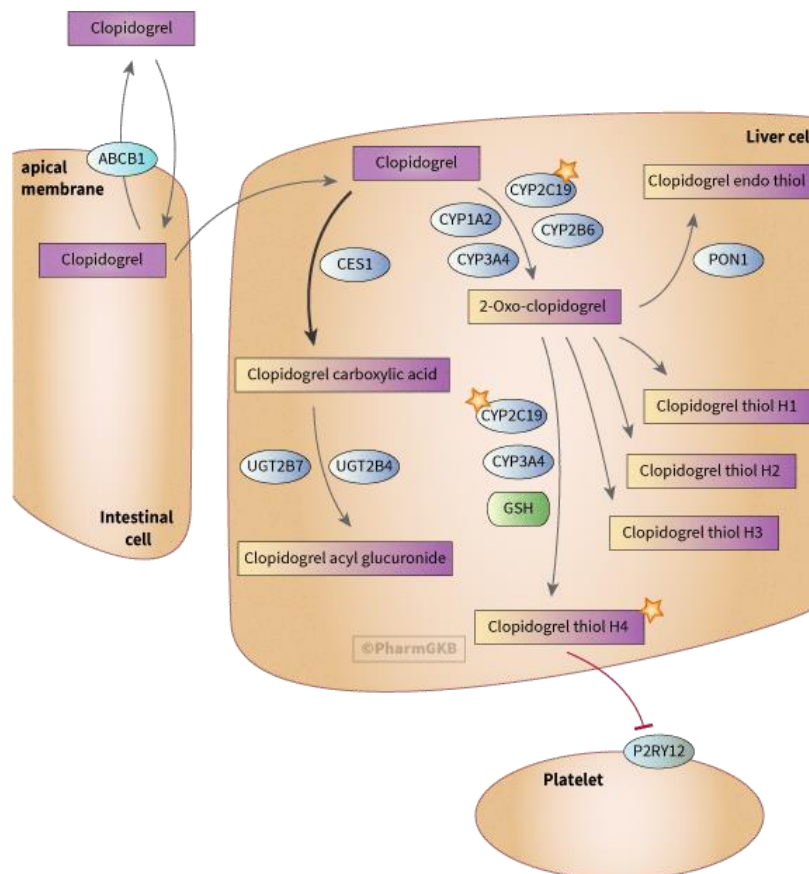 Clopidogrel
ABCB1
apical
membrane
Clopidogrel
Intestinal
cell
Liver cel
Clopidogrel
CYP2C19
CYP1A2
CYP2B6
CYP3A4
CES1
Clopidogrel endo thiol
PON1
2-Oxo-clopidogrel
Clopidogrel carboxylic acid
CYP2C19
CYP3A4
GSH
UGT2B7
UGT2B4
Clopidogrel thiol H1
Clopidogrel thiol H2
Clopidogrel thiol H3
Clopidogrel acyl glucuronide
Clopidogrel thiol H4
©PharmGKB
P2RY12
Platelet